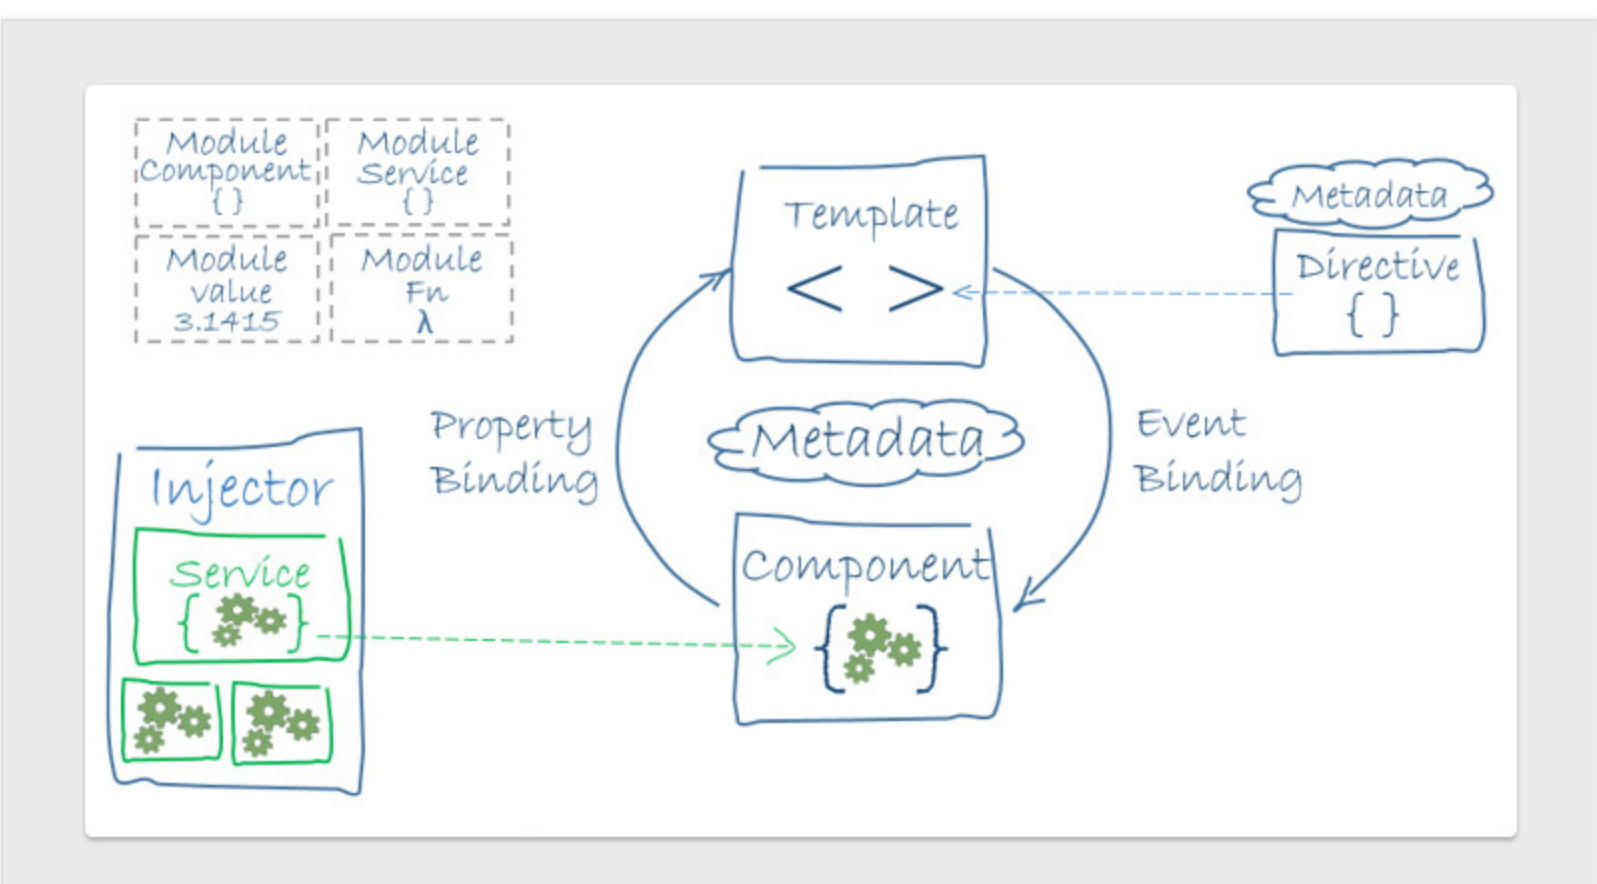 Module
Component
{ }
Module
Service
{ }
Module
value
3.1415
Module
Fn
λ
Template
< >
Metadata
Directive
{ }
Property
Binding
Metadata
Event
Binding
Injector
Service
{ }
Component
{ }